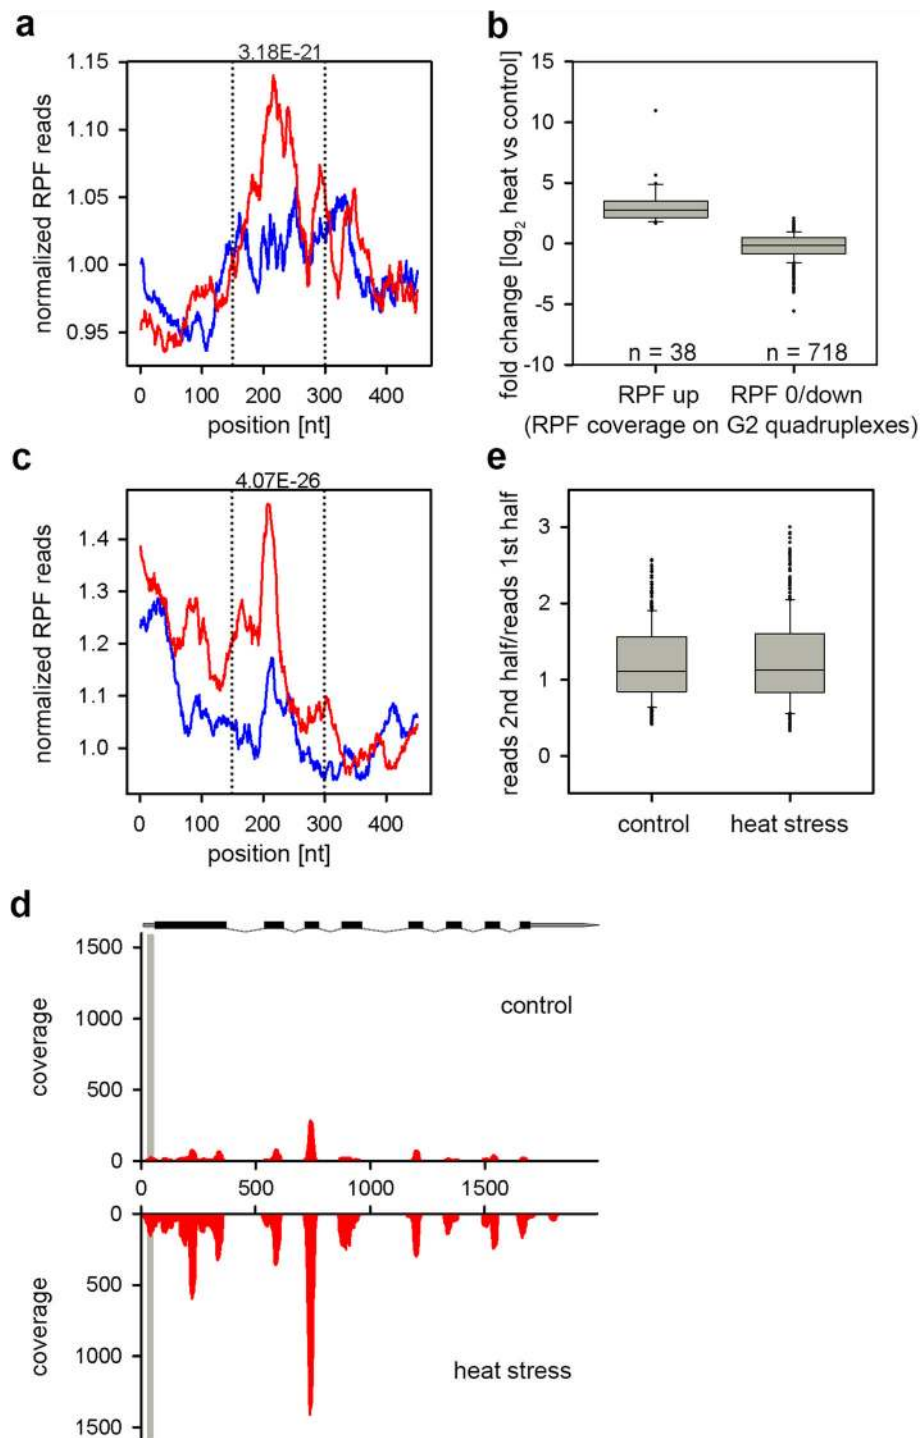 a
3.18E-21
1.15
1.10
1.05
1.00
0.95
normalized RPF reads
0 100 200 300 400
position [nt]
b
15
10
5
0
-5
-10
fold change [log2 heat vs control]
n = 38 n = 718
RPF up RPF 0/down
(RPF coverage on G2 quadruplexes)
c
4.07E-26
1.4
1.3
1.2
1.1
1.0
normalized RPF reads
0 100 200 300 400
position [nt]
e
3
2
1
0
reads 2nd half/reads 1st half
control heat stress
d
1500
1000
500
0
coverage
control
0 500 1000 1500
0
500
1000
1500
coverage
heat stress